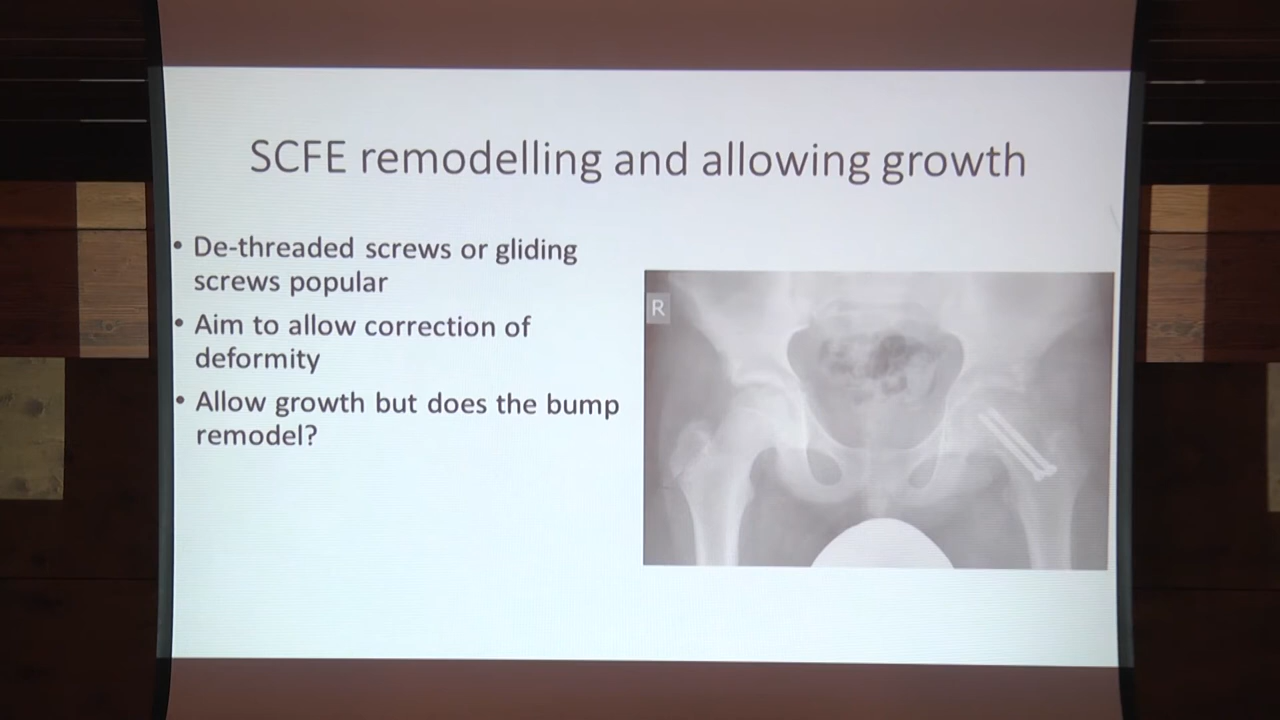 SCFE remodelling and allowing growth
• De-threaded screws or gliding
screws popular
• Aim to allow correction of
deformity
• Allow growth but does the bump
remodel?
R